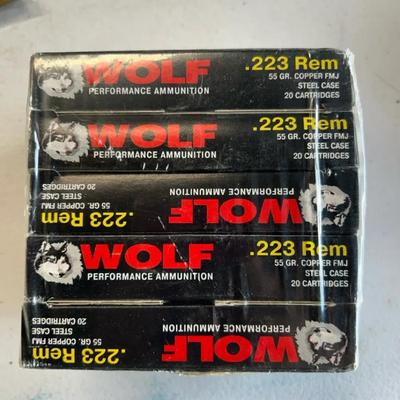 WOLF
PERFORMANCE AMMUNITION
.223 Rem
55 GR. COPPER FMJ
STEEL CASE
20 CARTRIDGES
WOLF
PERFORMANCE AMMUNITION
.223 Rem
55 GR. COPPER FMJ
STEEL CASE
20 CARTRIDGES
WOLF
PERFORMANCE AMMUNITION
.223 Rem
55 GR. COPPER FMJ
STEEL CASE
20 CARTRIDGES
WOLF
PERFORMANCE AMMUNITION
.223 Rem
55 GR. COPPER FMJ
STEEL CASE
20 CARTRIDGES
WOLF
PERFORMANCE AMMUNITION
.223 Rem
55 GR. COPPER FMJ
STEEL CASE
20 CARTRIDGES